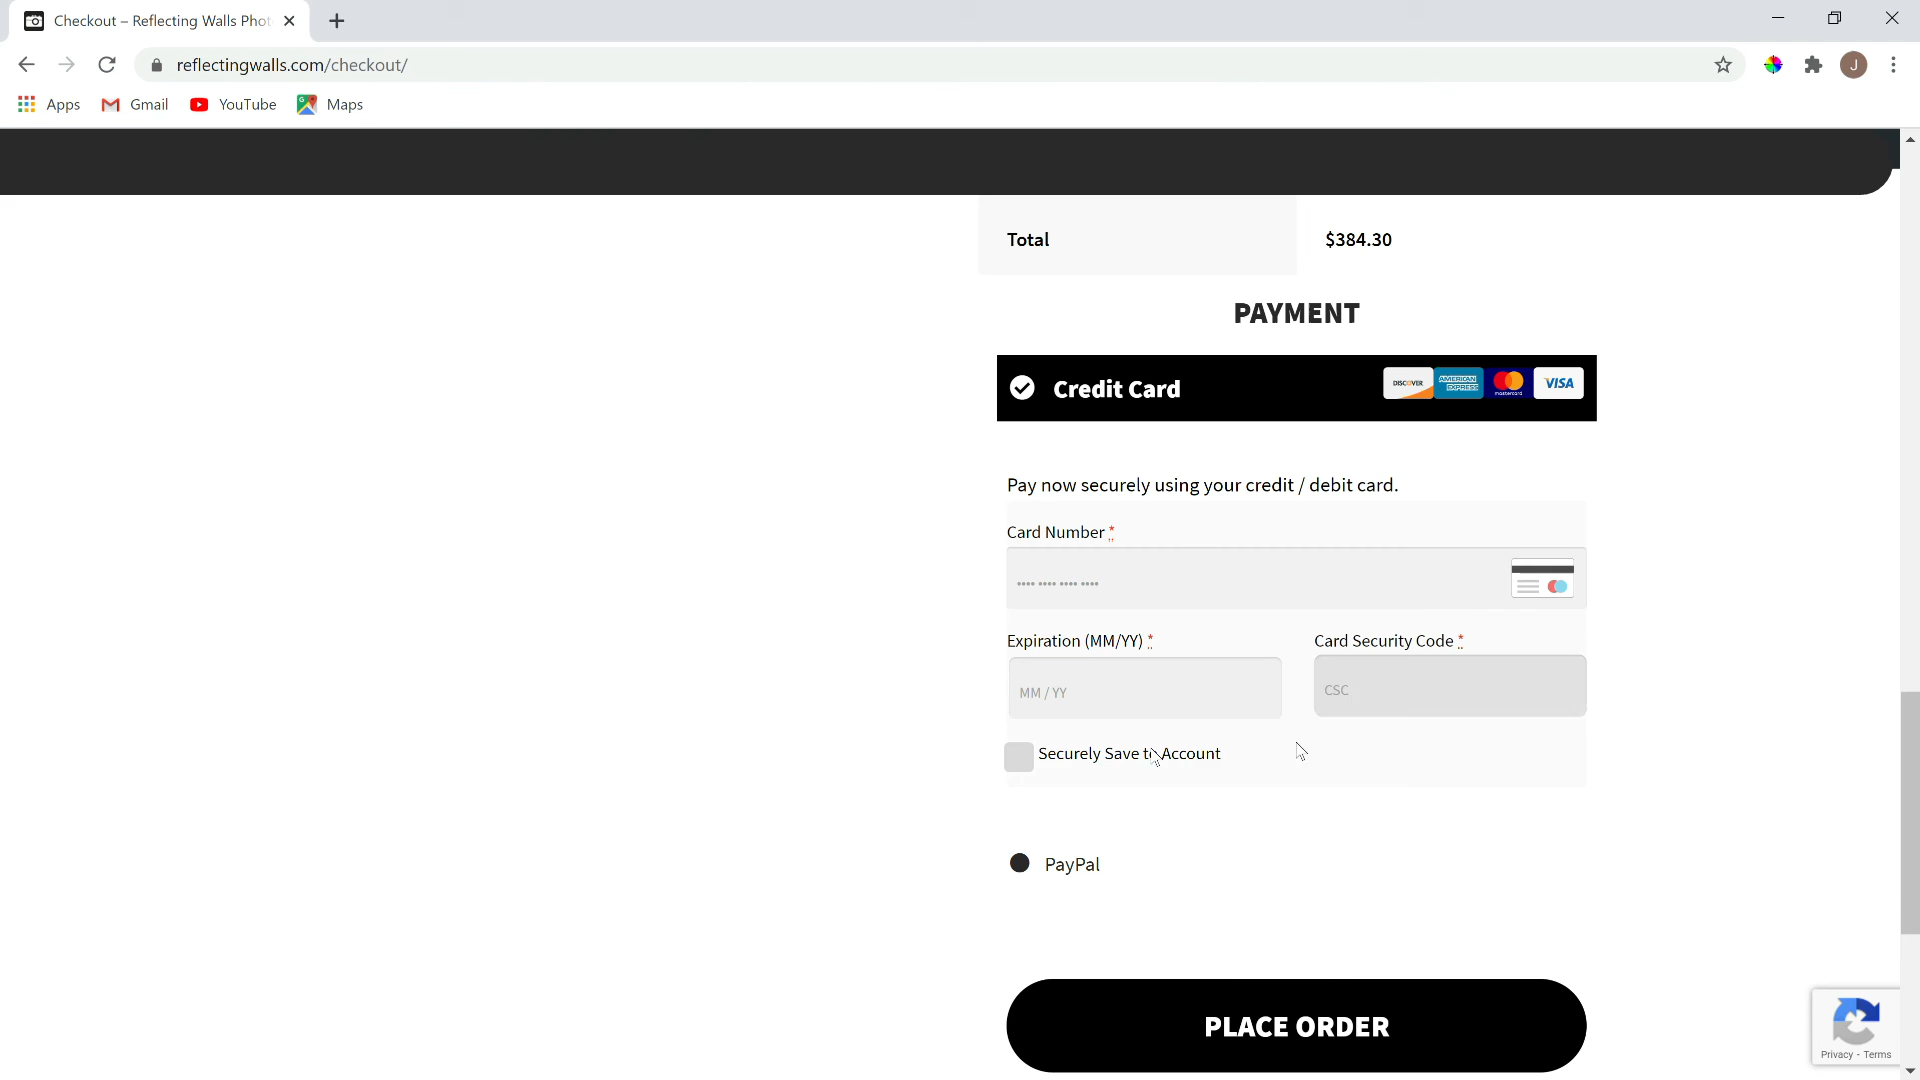 Checkout – Reflecting Walls Phot
reflectingwalls.com/checkout/
J
Apps
Gmail
YouTube
Maps
Total
$384.30
PAYMENT
Credit Card
DISCOVER
AMERICAN EXPRESS
mastercard
VISA
Pay now securely using your credit / debit card.
Card Number *
•••• •••• •••• ••••
Expiration (MM/YY) *
Card Security Code *
MM / YY
CSC
Securely Save to Account
PayPal
PLACE ORDER
Privacy - Terms